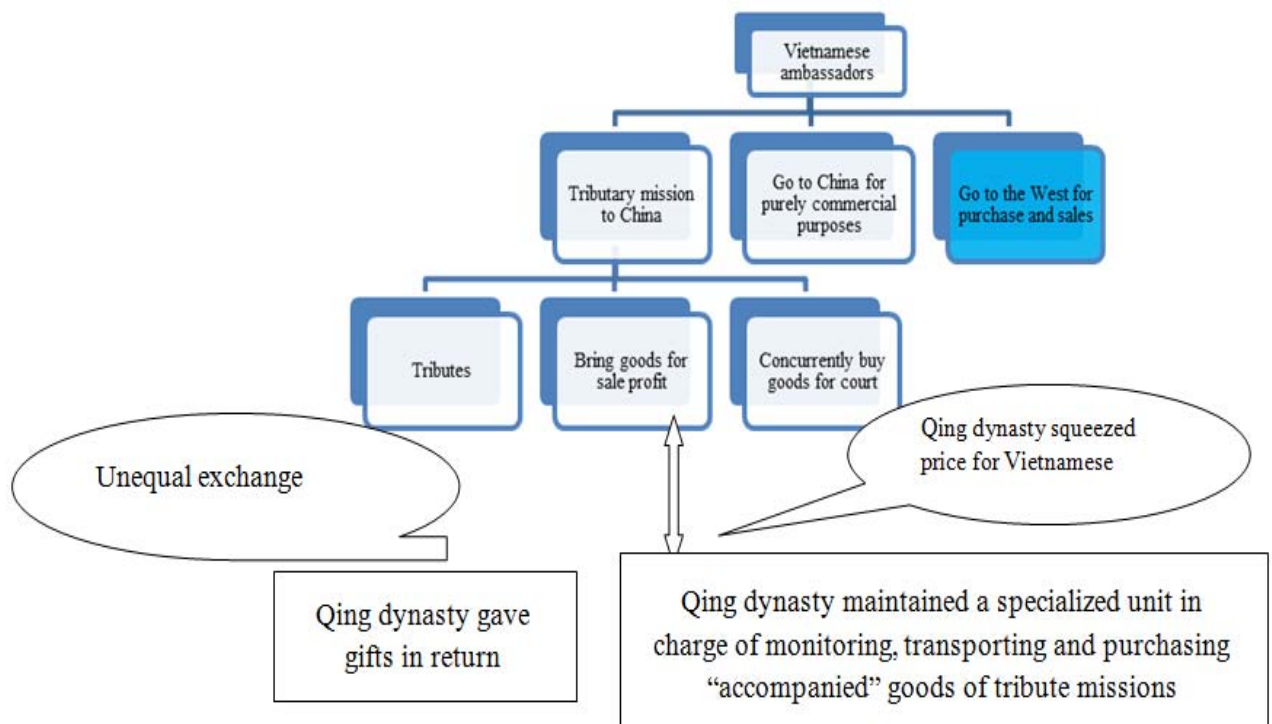 Vietnamese
ambassadors
Tributary mission
to China
Go to China for
purely commercial
purposes
Go to the West for
purchase and sales
Tributes
Bring goods for
sale profit
Concurrently buy
goods for court
Unequal exchange
Qing dynasty squeezed
price for Vietnamese
Qing dynasty gave
gifts in return
Qing dynasty maintained a specialized unit in
charge of monitoring, transporting and purchasing
“accompanied” goods of tribute missions